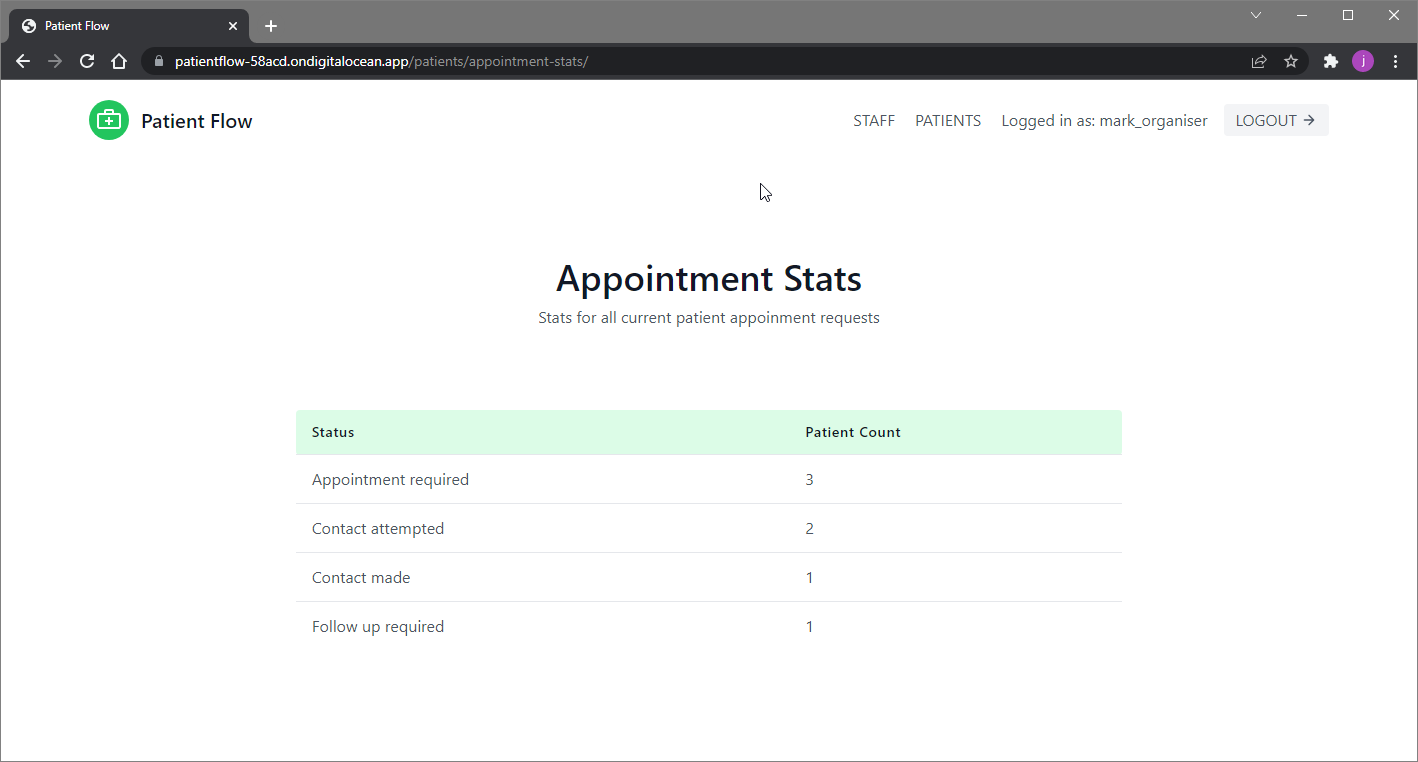 Patient Flow
patientflow-58acd.ondigitalocean.app/patients/appointment-stats/
j
Patient Flow
STAFF PATIENTS Logged in as: mark_organiser LOGOUT →
Appointment Stats
Stats for all current patient appoinment requests
Status Patient Count
Appointment required 3
Contact attempted 2
Contact made 1
Follow up required 1